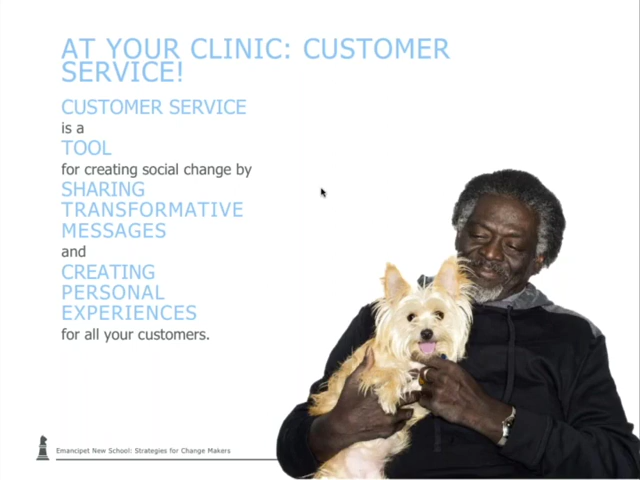 AT YOUR CLINIC: CUSTOMER
SERVICE!
CUSTOMER SERVICE
is a
TOOL
for creating social change by
SHARING
TRANSFORMATIVE
MESSAGES
and
CREATING
PERSONAL
EXPERIENCES
for all your customers.
Emancipet New School: Strategies for Change Makers